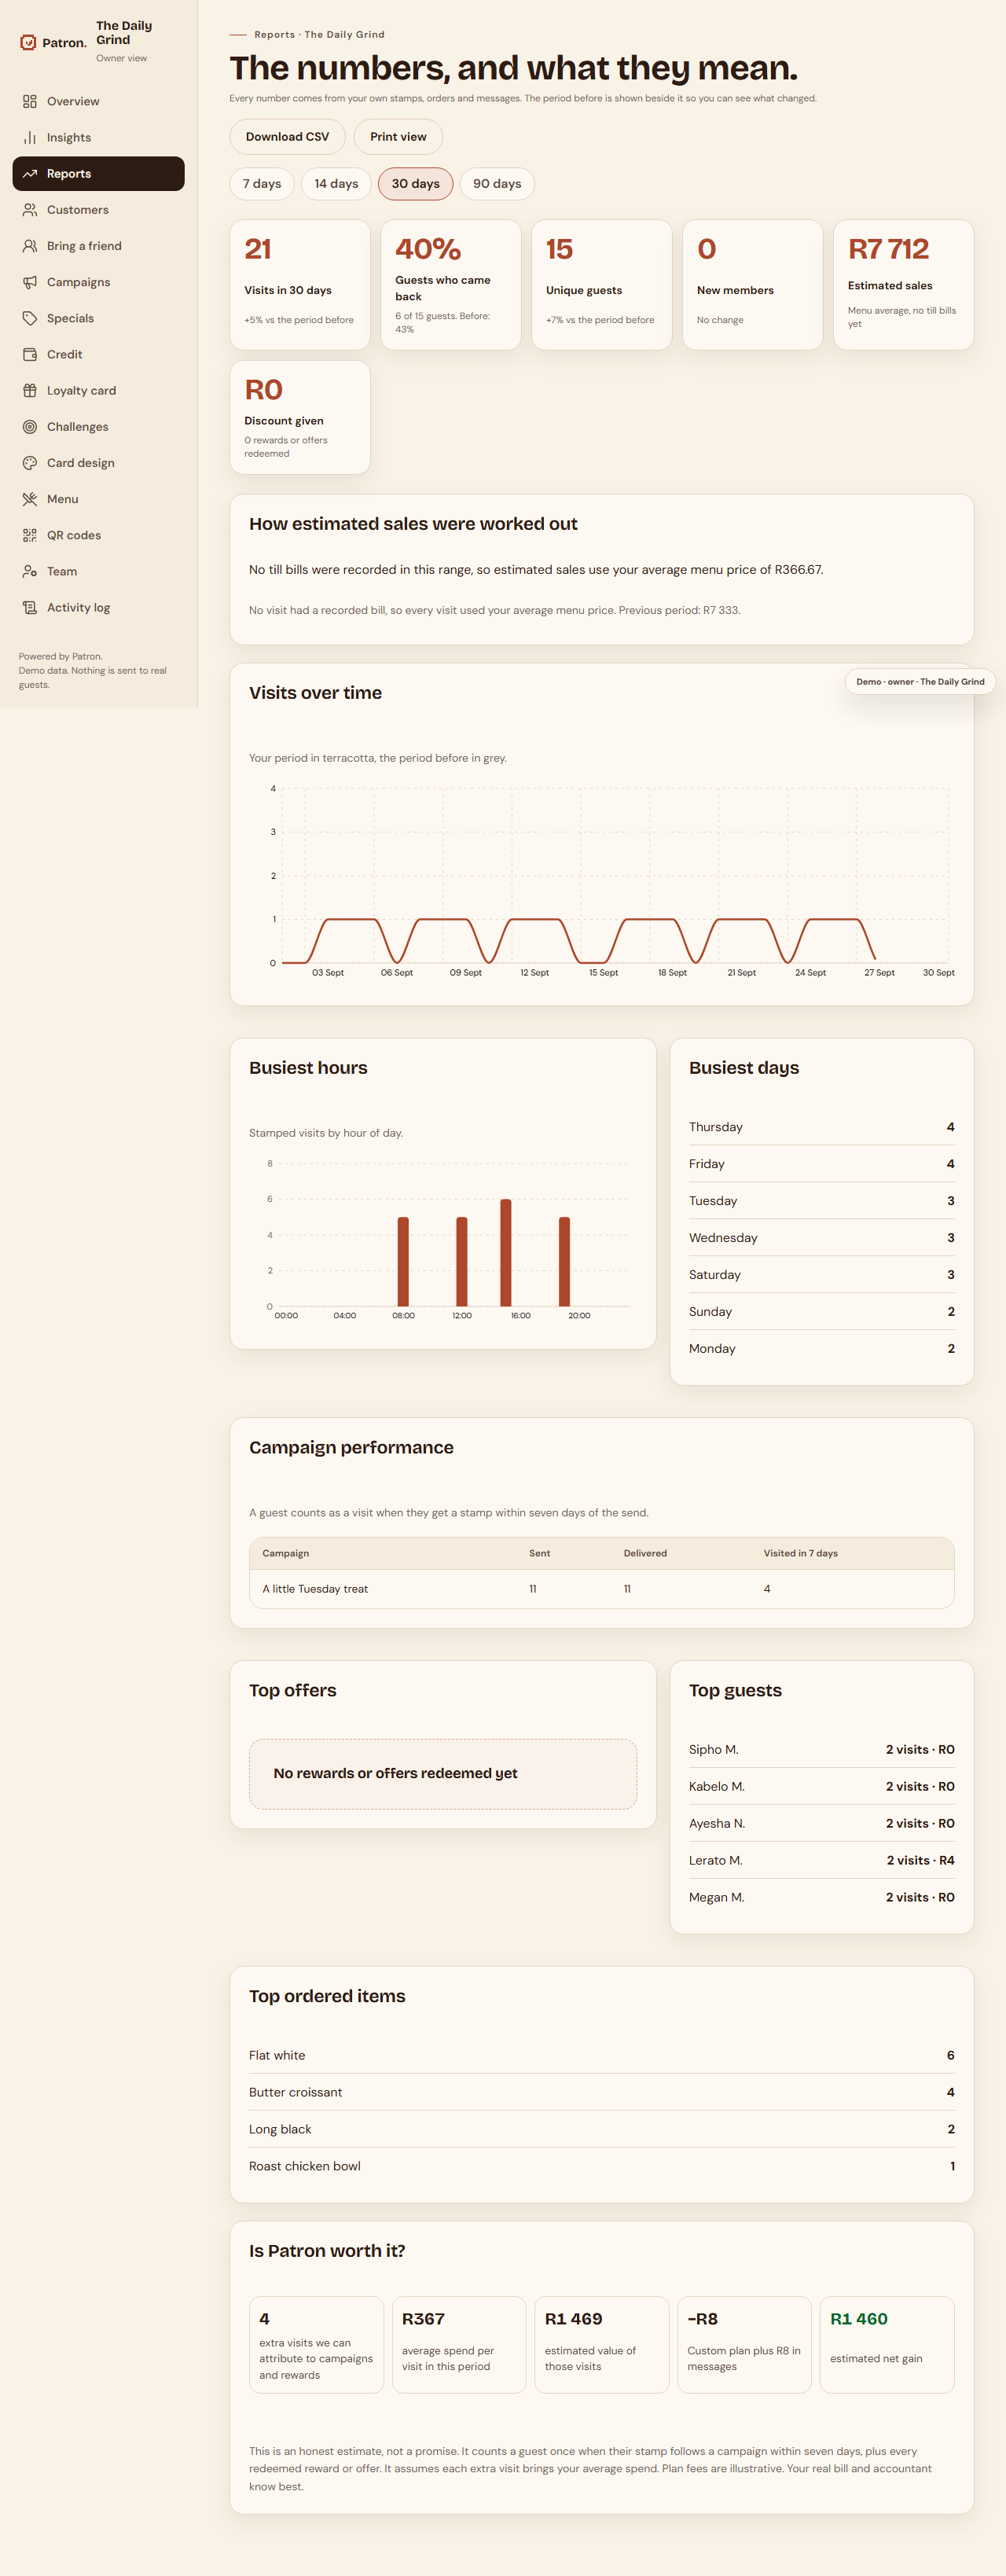 Patron.
The Daily
Grind
Owner view
Overview
Insights
Reports
Customers
Bring a friend
Campaigns
Specials
Credit
Loyalty card
Challenges
Card design
Menu
QR codes
Team
Activity log
Powered by Patron.
Demo data. Nothing is sent to real
guests.
Reports · The Daily Grind
The numbers, and what they mean.
Every number comes from your own stamps, orders and messages. The period before is shown beside it so you can see what changed.
Download CSV
Print view
7 days
14 days
30 days
90 days
21
Visits in 30 days
+5% vs the period before
40%
Guests who came
back
6 of 15 guests. Before:
43%
15
Unique guests
+7% vs the period before
0
New members
No change
R7 712
Estimated sales
Menu average, no till bills
yet
R0
Discount given
0 rewards or offers
redeemed
How estimated sales were worked out
No till bills were recorded in this range, so estimated sales use your average menu price of R366.67.
No visit had a recorded bill, so every visit used your average menu price. Previous period: R7 333.
Demo · owner · The Daily Grind
Visits over time
Your period in terracotta, the period before in grey.
4
3
2
1
0
03 Sept
06 Sept
09 Sept
12 Sept
15 Sept
18 Sept
21 Sept
24 Sept
27 Sept
30 Sept
Busiest hours
Stamped visits by hour of day.
8
6
4
2
0
00:00
04:00
08:00
12:00
16:00
20:00
Busiest days
Thursday 4
Friday 4
Tuesday 3
Wednesday 3
Saturday 3
Sunday 2
Monday 2
Campaign performance
A guest counts as a visit when they get a stamp within seven days of the send.
Campaign Sent Delivered Visited in 7 days
A little Tuesday treat 11 11 4
Top offers
No rewards or offers redeemed yet
Top guests
Sipho M. 2 visits · R0
Kabelo M. 2 visits · R0
Ayesha N. 2 visits · R0
Lerato M. 2 visits · R4
Megan M. 2 visits · R0
Top ordered items
Flat white 6
Butter croissant 4
Long black 2
Roast chicken bowl 1
Is Patron worth it?
4
extra visits we can
attribute to campaigns
and rewards
R367
average spend per
visit in this period
R1 469
estimated value of
those visits
−R8
Custom plan plus R8 in
messages
R1 460
estimated net gain
This is an honest estimate, not a promise. It counts a guest once when their stamp follows a campaign within seven days, plus every
redeemed reward or offer. It assumes each extra visit brings your average spend. Plan fees are illustrative. Your real bill and accountant
know best.